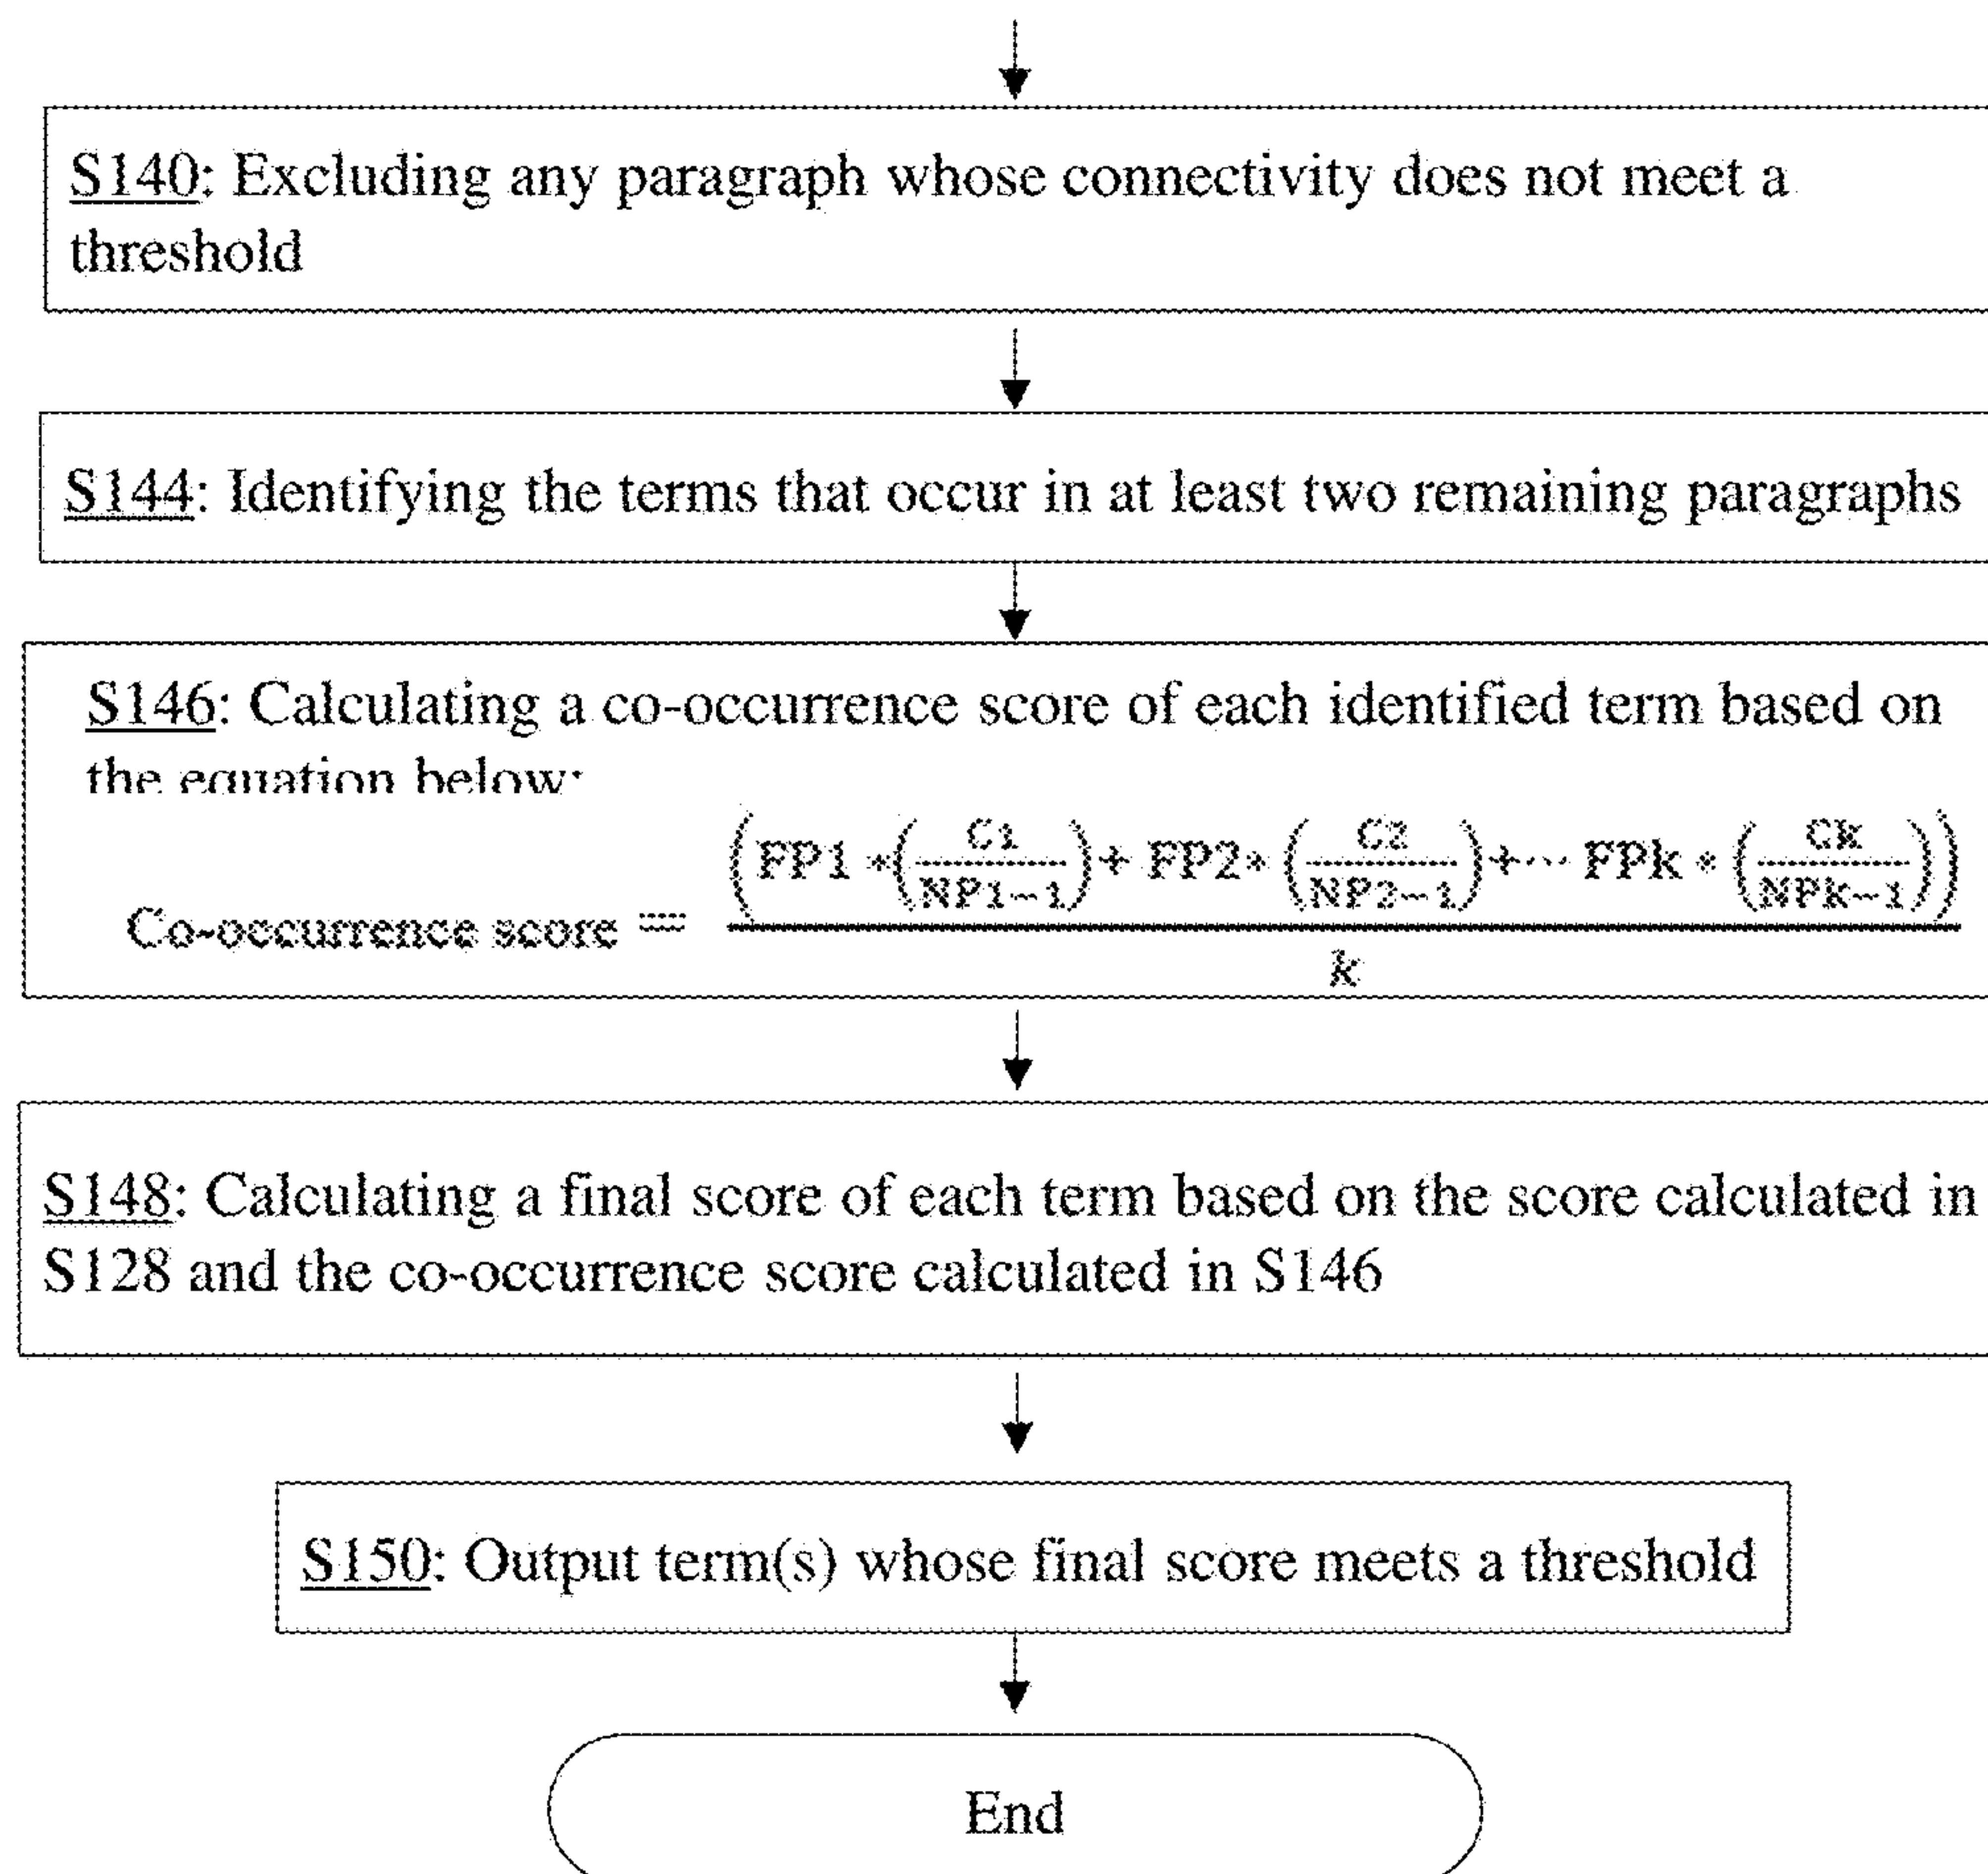 S140: Excluding any paragraph whose connectivity does not meet a
threshold
S144: Identifying the terms that occur in at least two remaining paragraphs
S146: Calculating a co-occurrence score of each identified term based on
the equation below:
Co-occurrence score = (FP1 *(C1/NP1-1)+ FP2* (C2/NP2-1)+⋯ FPk * (Ck/NPk-1)) / k
S148: Calculating a final score of each term based on the score calculated in
S128 and the co-occurrence score calculated in S146
S150: Output term(s) whose final score meets a threshold
End